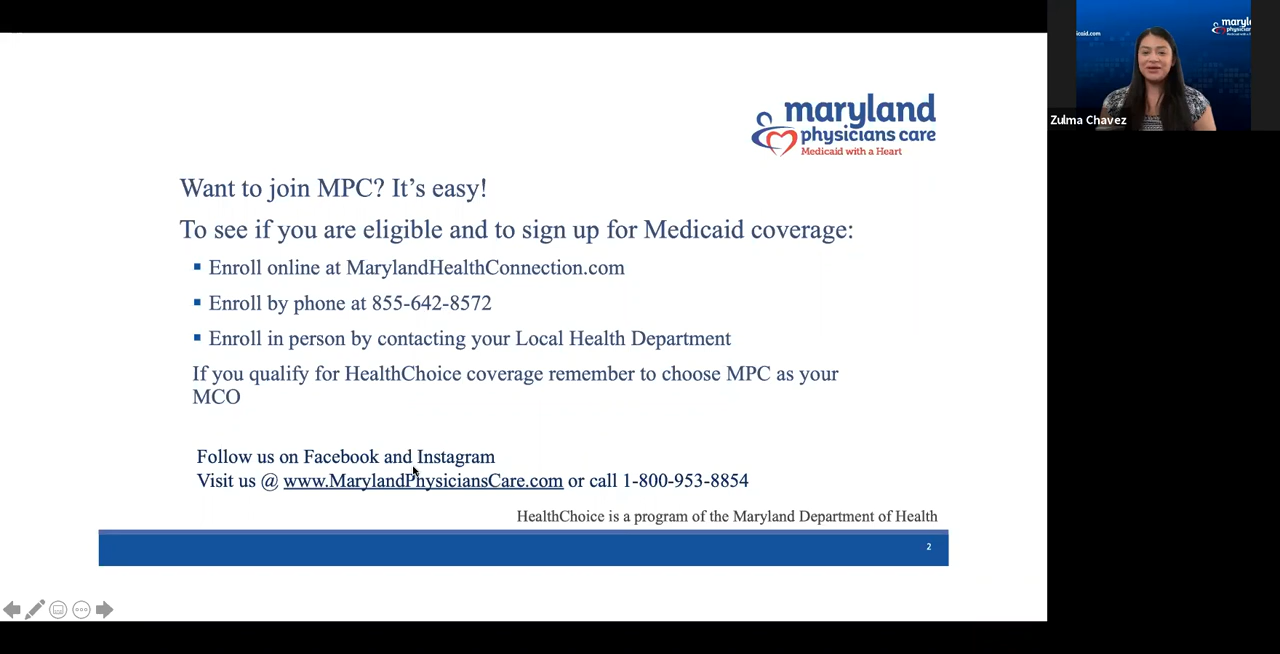 maryland
physicians care
Medicaid with a Heart
Want to join MPC? It’s easy!
To see if you are eligible and to sign up for Medicaid coverage:
▪ Enroll online at MarylandHealthConnection.com
▪ Enroll by phone at 855-642-8572
▪ Enroll in person by contacting your Local Health Department
If you qualify for HealthChoice coverage remember to choose MPC as your
MCO
Follow us on Facebook and Instagram
Visit us @ www.MarylandPhysiciansCare.com or call 1-800-953-8854
HealthChoice is a program of the Maryland Department of Health
2
icaid.com
maryl
physicians
Zulma Chavez